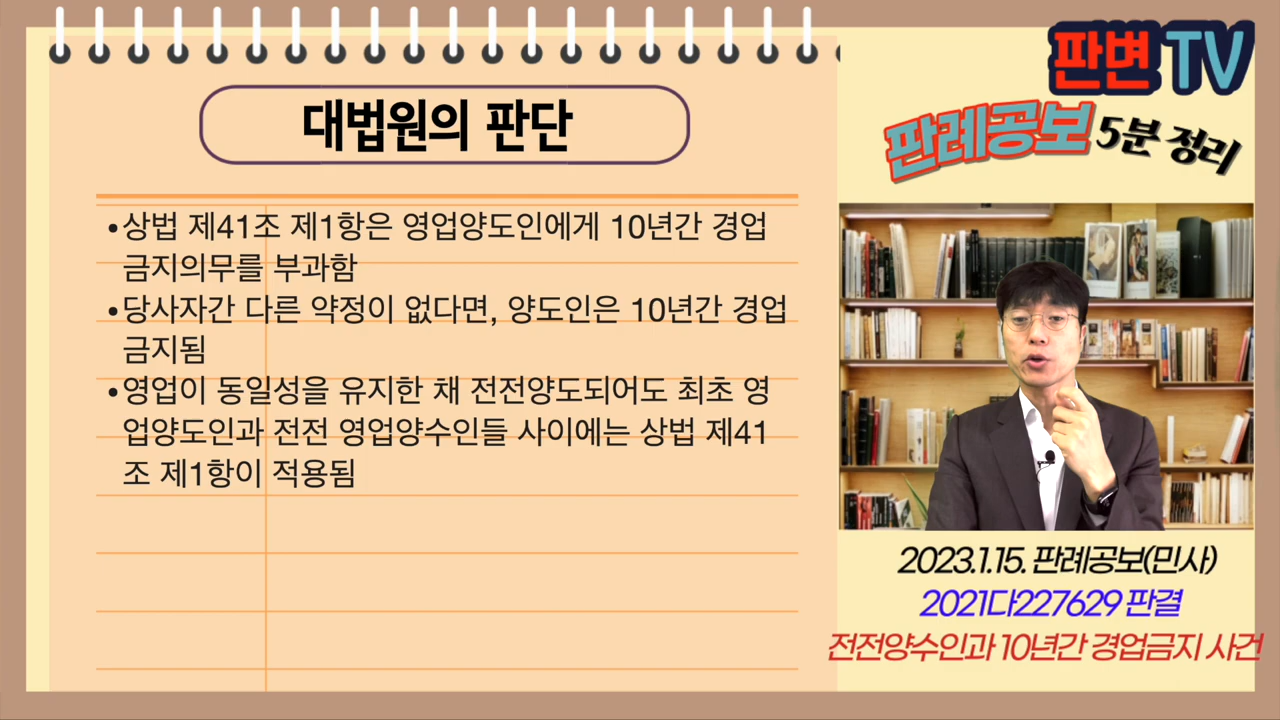 대법원의 판단
•상법 제41조 제1항은 영업양도인에게 10년간 경업
금지의무를 부과함
•당사자간 다른 약정이 없다면, 양도인은 10년간 경업
금지됨
•영업이 동일성을 유지한 채 전전양도되어도 최초 영
업양도인과 전전 영업양수인들 사이에는 상법 제41
조 제1항이 적용됨
판변 TV
판례공보 5분 정리
2023.1.15. 판례공보(민사)
2021다227629 판결
전전양수인과 10년간 경업금지 사건